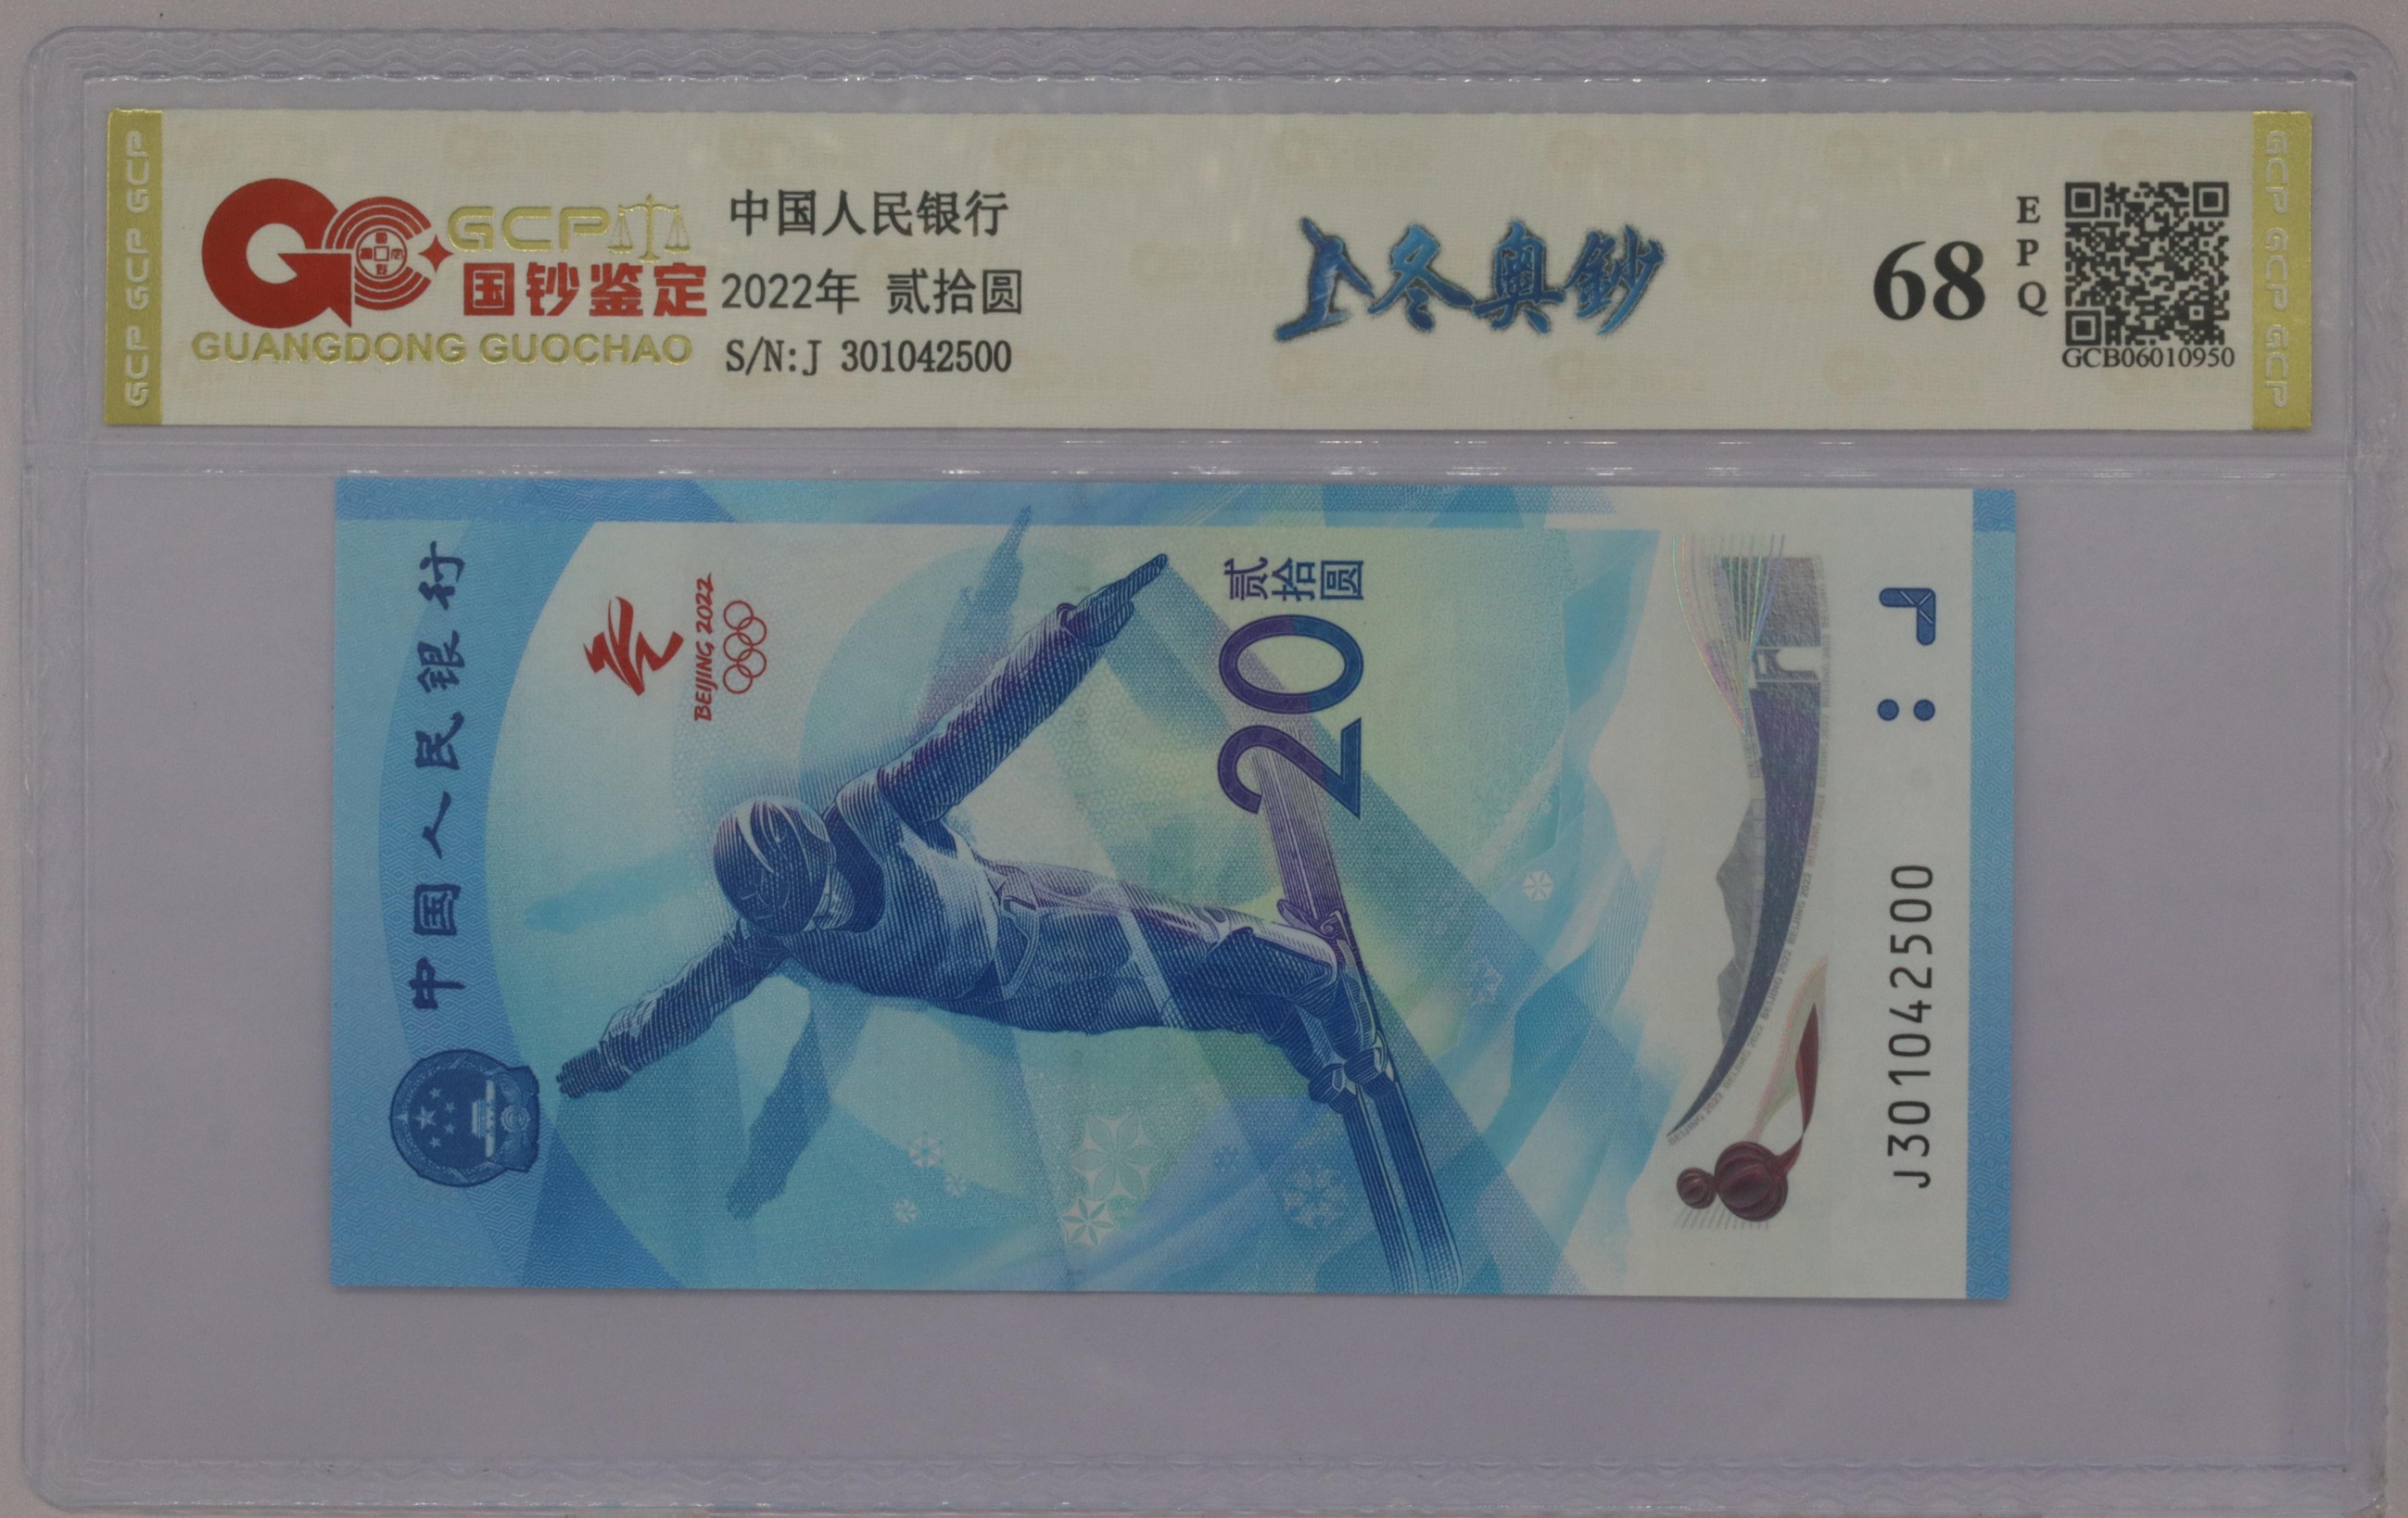 GCP GCP GCP
GCP
国钞鉴定
GUANGDONG GUOCHAO
中国人民银行
2022年 贰拾圆
S/N:J 301042500
冬奥鈔
68
EPQ
GCB06010950
GCP GCP GCP
中国人民银行
BEIJING 2022
贰拾圆
20
J301042500